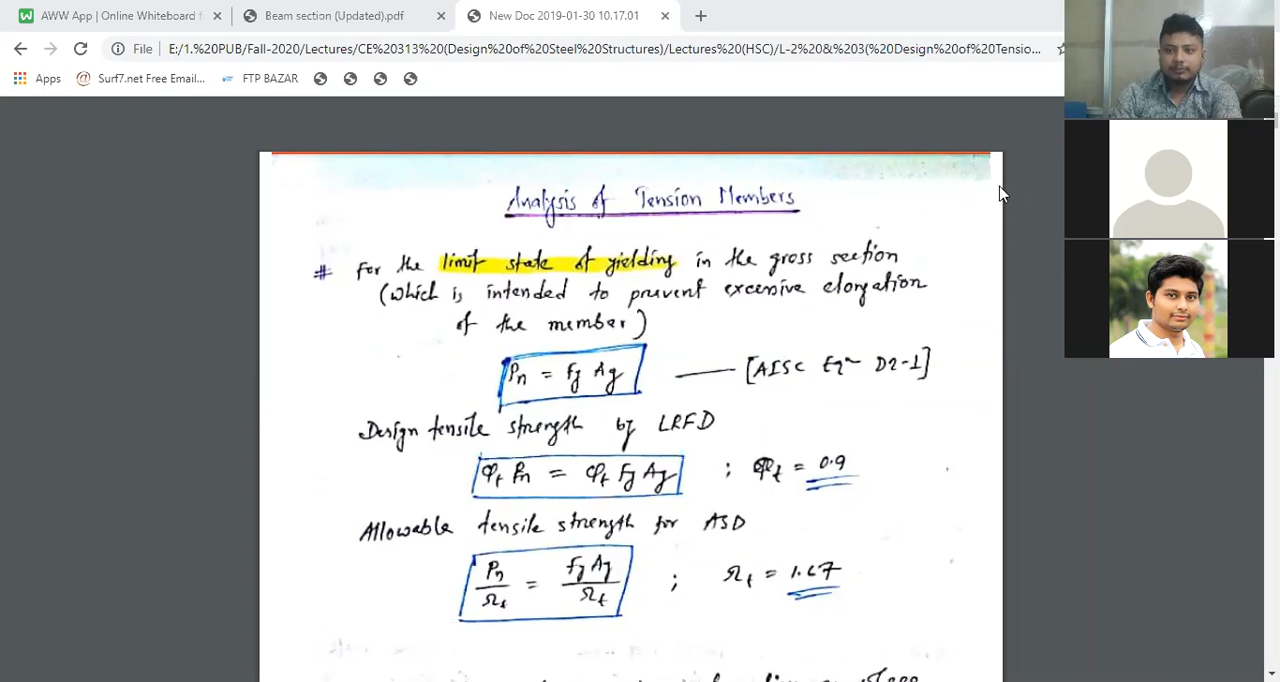 AWW App | Online Whiteboard f
Beam section (Updated).pdf
New Doc 2019-01-30 10.17.01
File
E:/1.%20PUB/Fall-2020/Lectures/CE%20313%20(Design%20of%20Steel%20Structures)/Lectures%20(HSC)/L-2%20&%203(%20Design%20of%20Tensio...
Apps
Surf7.net Free Email...
FTP BAZAR
Analysis of Tension Members
# For the limit state of yielding in the gross section
(which is intended to prevent excessive elongation
of the member)
Pn = Fy Ag —— [AISC Eqn D2-1]
Design tensile strength by LRFD
φt Pn = φt Fy Ag ; φt = 0.9
Allowable tensile strength for ASD
Pn/Ωt = Fy Ag/Ωt ; Ωt = 1.67